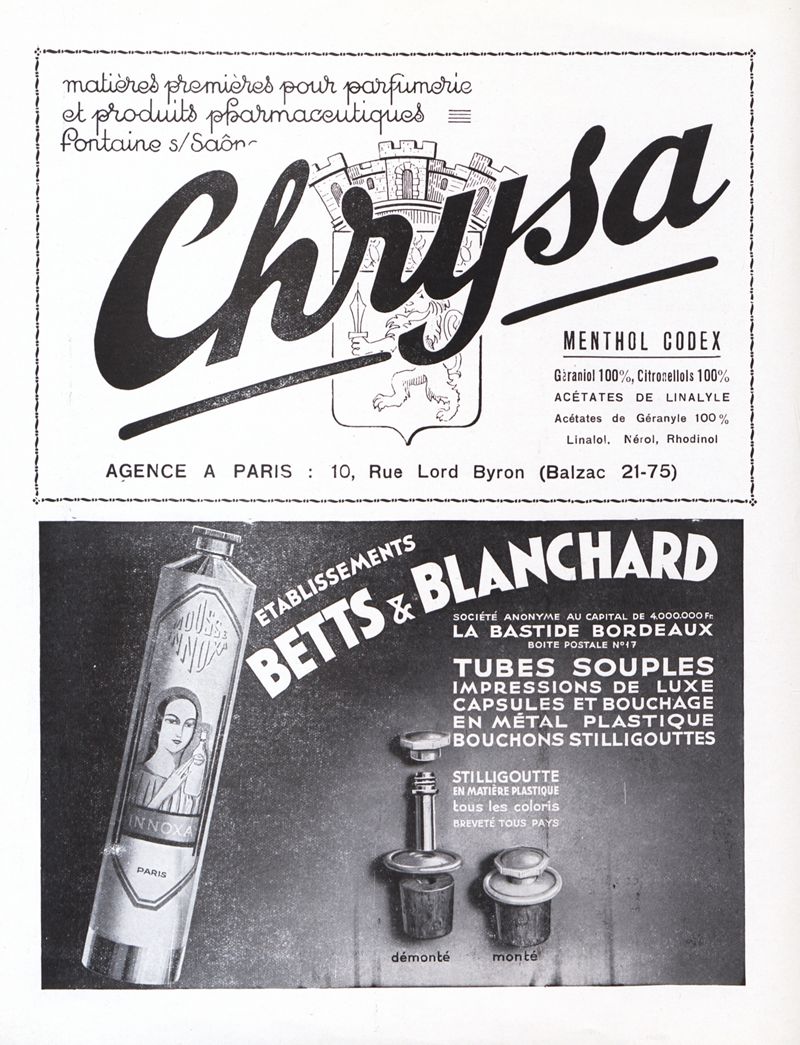 matières premières pour parfumerie
et produits pharmaceutiques
Fontaine s/Saône
Chrysa
MENTHOL CODEX
Géraniol 100%, Citronellols 100%
ACÉTATES DE LINALYLE
Acétates de Géranyle 100%
Linalol, Nérol, Rhodinol
AGENCE A PARIS : 10, Rue Lord Byron (Balzac 21-75)
ETABLISSEMENTS
BETTS & BLANCHARD
SOCIÉTÉ ANONYME AU CAPITAL DE 4.000.000 Fr.
LA BASTIDE BORDEAUX
BOITE POSTALE N°17
TUBES SOUPLES
IMPRESSIONS DE LUXE
CAPSULES ET BOUCHAGE
EN MÉTAL PLASTIQUE
BOUCHONS STILLIGOUTTES
STILLIGOUTTE
EN MATIÈRE PLASTIQUE
tous les coloris
BREVETÉ TOUS PAYS
démonté
monté
MOUSSE
INNOXA
INNOXA
PARIS